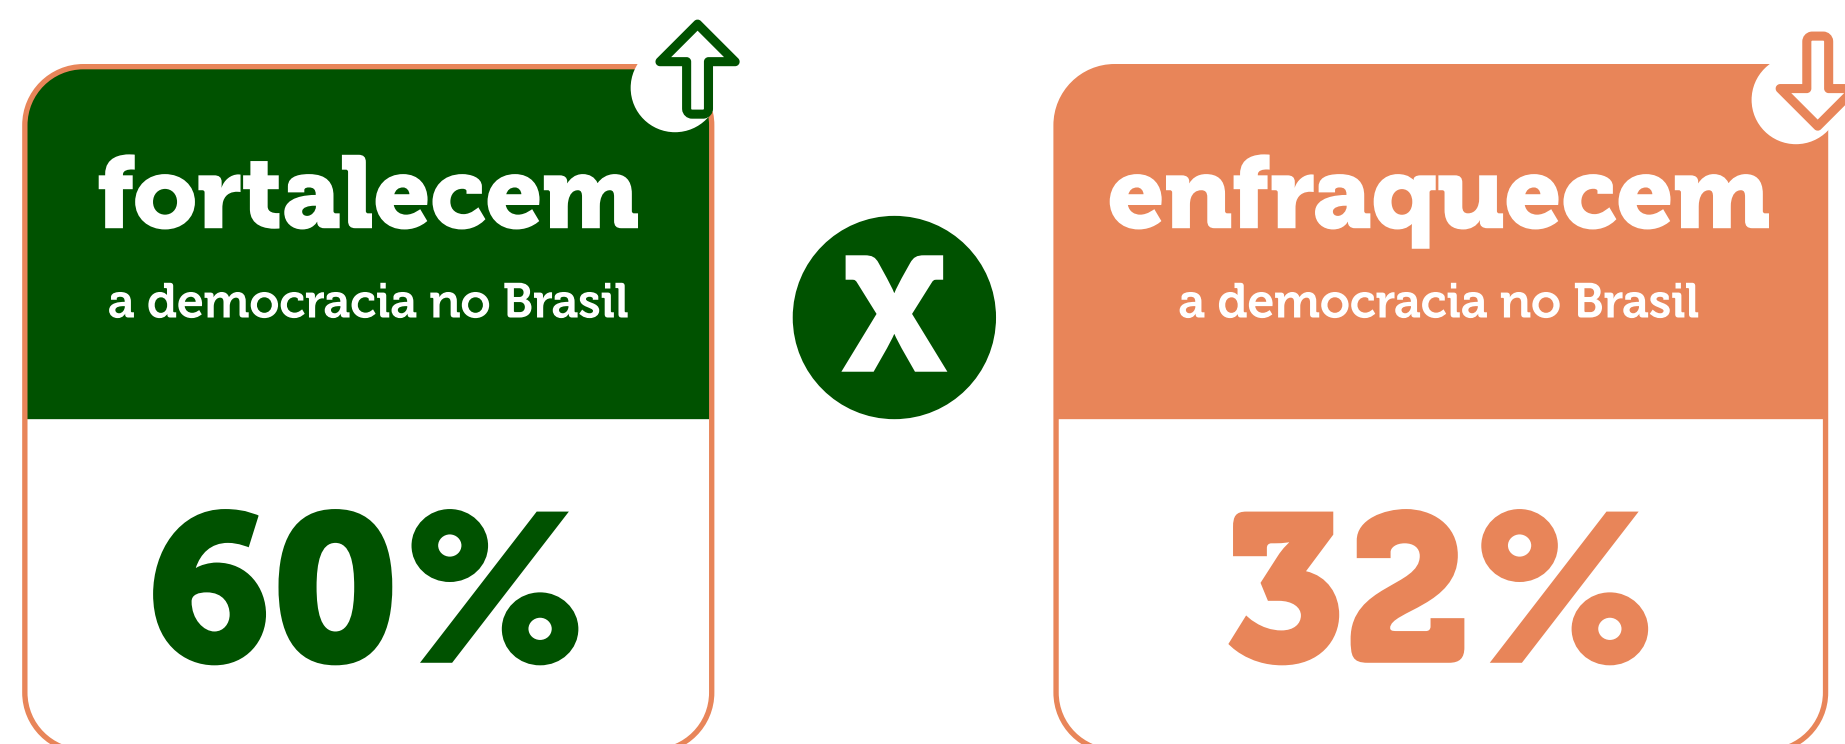 fortalecem
a democracia no Brasil
60%
X
enfraquecem
a democracia no Brasil
32%